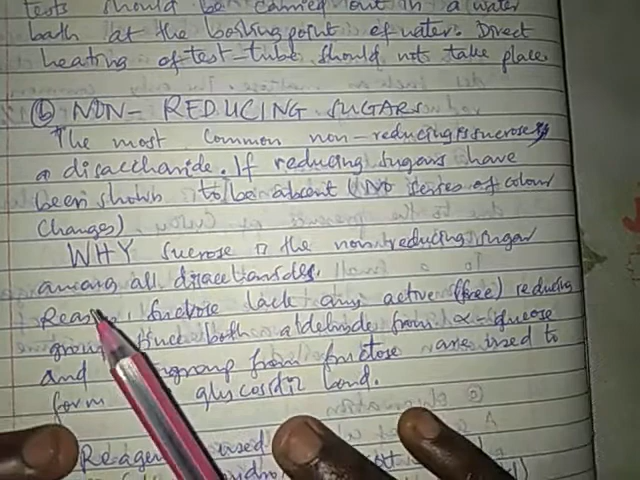 tests should be carried out in a water
bath at the boiling point of water. Direct
heating of test-tube should not take place.
(b) NON-REDUCING SUGARS
The most common non-reducing is sucrose,
a disaccharide. If reducing sugars have
been shown to be absent (No series of colour
changes).
WHY sucrose is the non reducing sugar
among all disaccharides.
Reason: sucrose lack any active (free) reducing
group since both aldehyde from α-glucose
and group from fructose are used to
form glycosidic bond.
Reagen used